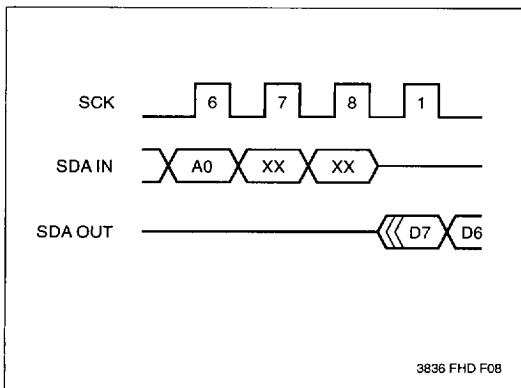 SCK 6 7 8 1
SDA IN A0 XX XX
SDA OUT D7 D6
3836 FHD F08